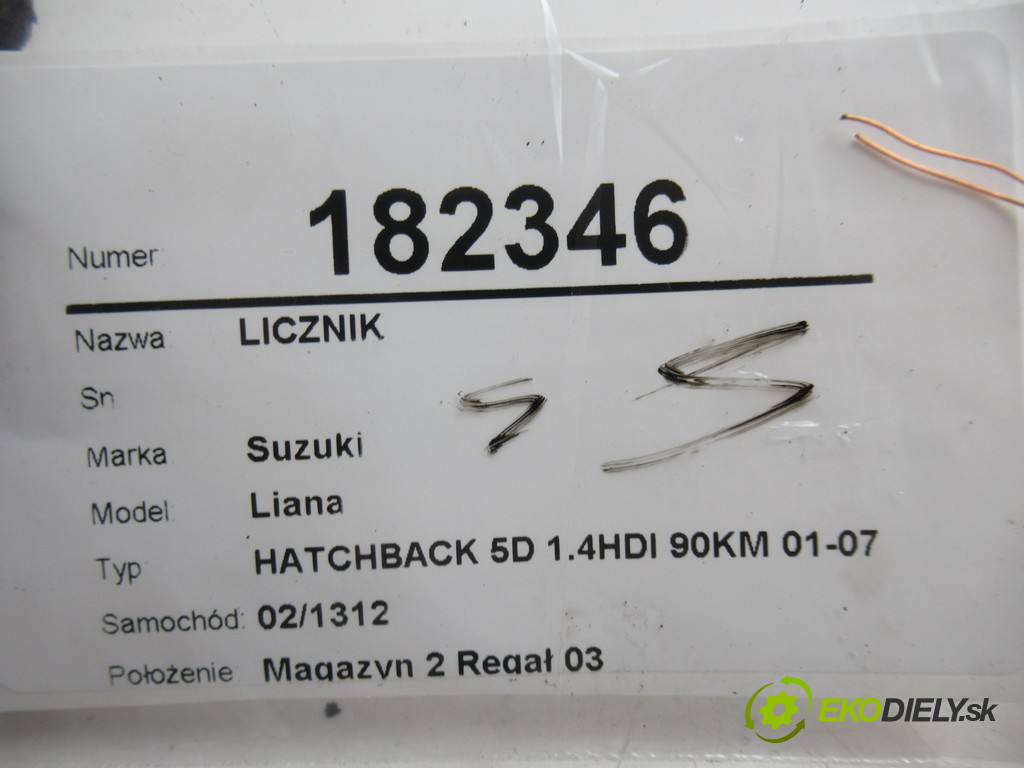 Numer 182346
Nazwa LICZNIK
Sn
Marka Suzuki
Model Liana
Typ HATCHBACK 5D 1.4HDI 90KM 01-07
Samochód: 02/1312
Położenie Magazyn 2 Regał 03
EKODIELY.sk